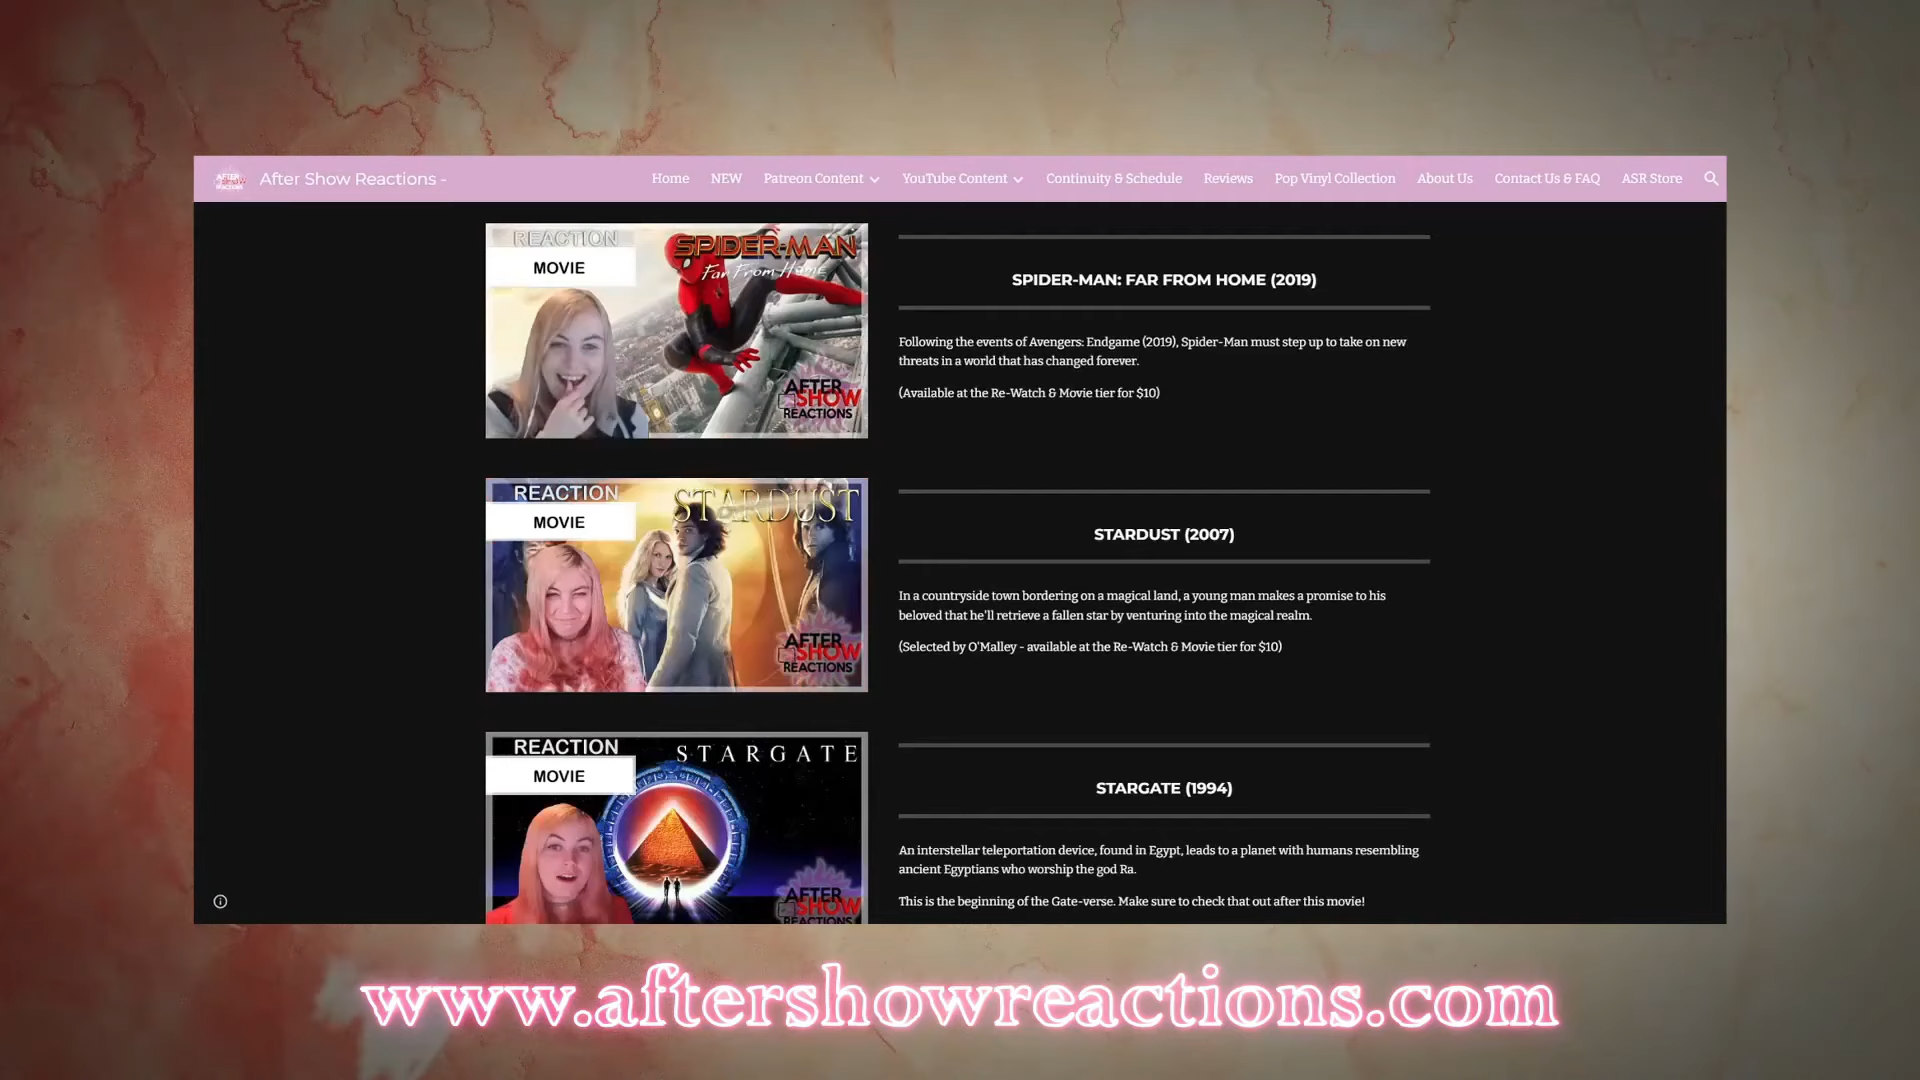 AFTER
SHOW
REACTIONS
After Show Reactions -
Home
NEW
Patreon Content
YouTube Content
Continuity & Schedule
Reviews
Pop Vinyl Collection
About Us
Contact Us & FAQ
ASR Store
REACTION
MOVIE
SPIDER-MAN
Far From Home
AFTER
SHOW
REACTIONS
SPIDER-MAN: FAR FROM HOME (2019)
Following the events of Avengers: Endgame (2019), Spider-Man must step up to take on new
threats in a world that has changed forever.
(Available at the Re-Watch & Movie tier for $10)
REACTION
MOVIE
STARDUST
AFTER
SHOW
REACTIONS
STARDUST (2007)
In a countryside town bordering on a magical land, a young man makes a promise to his
beloved that he'll retrieve a fallen star by venturing into the magical realm.
(Selected by O'Malley - available at the Re-Watch & Movie tier for $10)
REACTION
MOVIE
STARGATE
AFTER
SHOW
REACTIONS
STARGATE (1994)
An interstellar teleportation device, found in Egypt, leads to a planet with humans resembling
ancient Egyptians who worship the god Ra.
This is the beginning of the Gate-verse. Make sure to check that out after this movie!
www.aftershowreactions.com